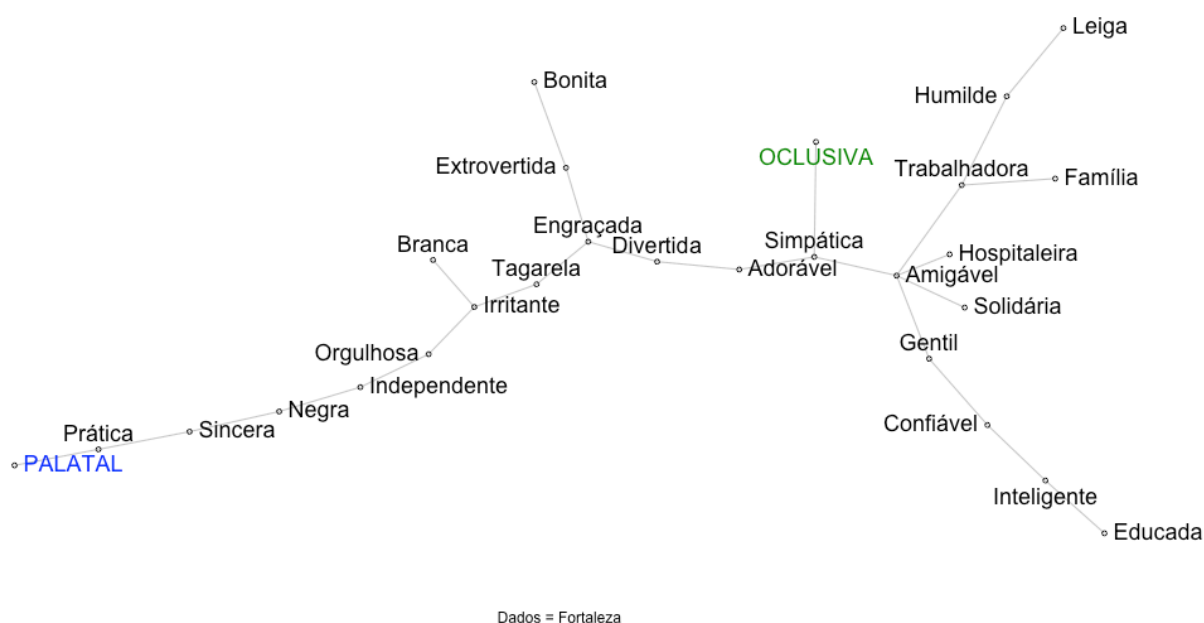 Leiga
Bonita
Humilde
OCLUSIVA
Extrovertida
Trabalhadora
Família
Engraçada
Branca
Divertida
Simpática
Hospitaleira
Tagarela
Adorável
Amigável
Irritante
Solidária
Orgulhosa
Gentil
Independente
Negra
Confiável
Prática
Sincera
PALATAL
Inteligente
Educada
Dados = Fortaleza